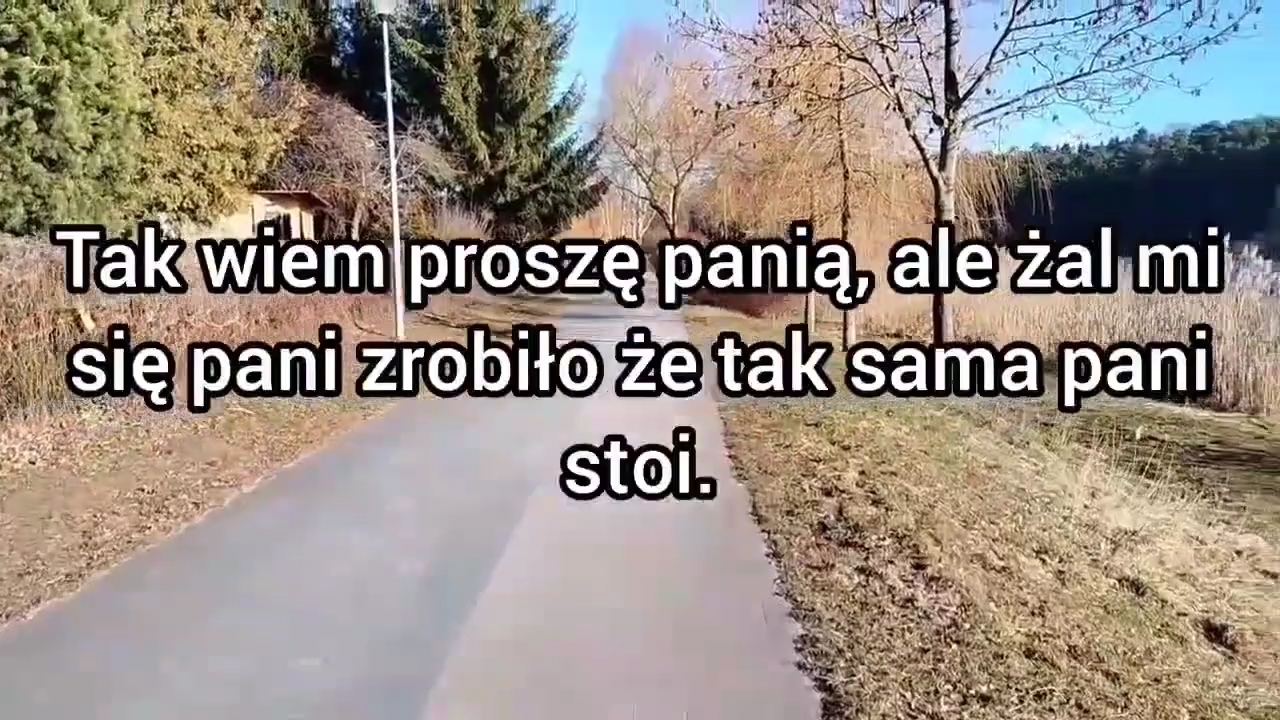 Tak wiem proszę panią, ale żal mi
się pani zrobiło że tak sama pani
stoi.